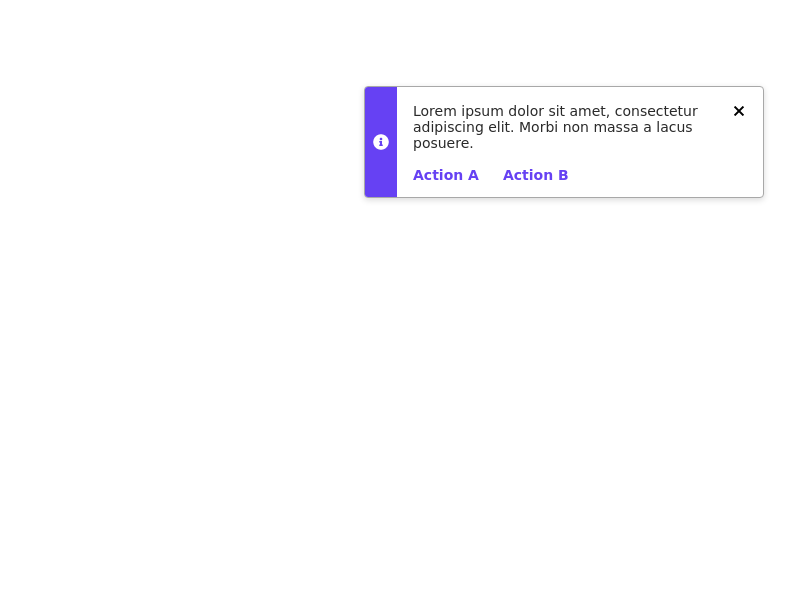 Lorem ipsum dolor sit amet, consectetur
adipiscing elit. Morbi non massa a lacus
posuere.
Action A Action B